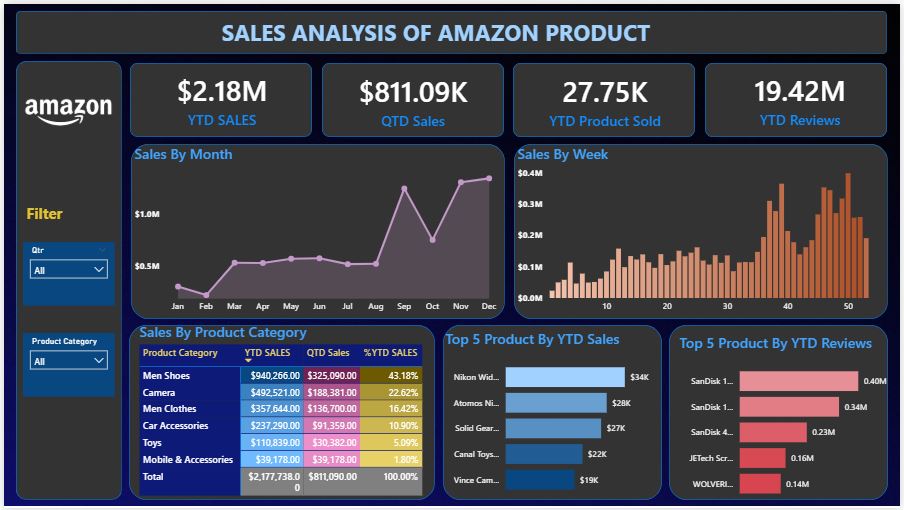 SALES ANALYSIS OF AMAZON PRODUCT
amazon
$2.18M
YTD SALES
$811.09K
QTD Sales
27.75K
YTD Product Sold
19.42M
YTD Reviews
Filter
Qtr
All
Product Category
All
Sales By Month
$1.0M
$0.5M
Jan Feb Mar Apr May Jun Jul Aug Sep Oct Nov Dec
Sales By Week
$0.4M
$0.3M
$0.2M
$0.1M
$0.0M
10 20 30 40 50
Sales By Product Category
Product Category YTD SALES QTD Sales %YTD SALES
Men Shoes $940,266.00 $325,090.00 43.18%
Camera $492,521.00 $188,381.00 22.62%
Men Clothes $357,644.00 $136,700.00 16.42%
Car Accessories $237,290.00 $91,359.00 10.90%
Toys $110,839.00 $30,382.00 5.09%
Mobile & Accessories $39,178.00 $39,178.00 1.80%
Total $2,177,738.0 $811,090.00 100.00%
0
Top 5 Product By YTD Sales
Nikon Wid... $34K
Atomos Ni... $28K
Solid Gear... $27K
Canal Toys... $22K
Vince Cam... $19K
Top 5 Product By YTD Reviews
SanDisk 1... 0.40M
SanDisk 1... 0.34M
SanDisk 4... 0.23M
JETech Scr... 0.16M
WOLVERI... 0.14M